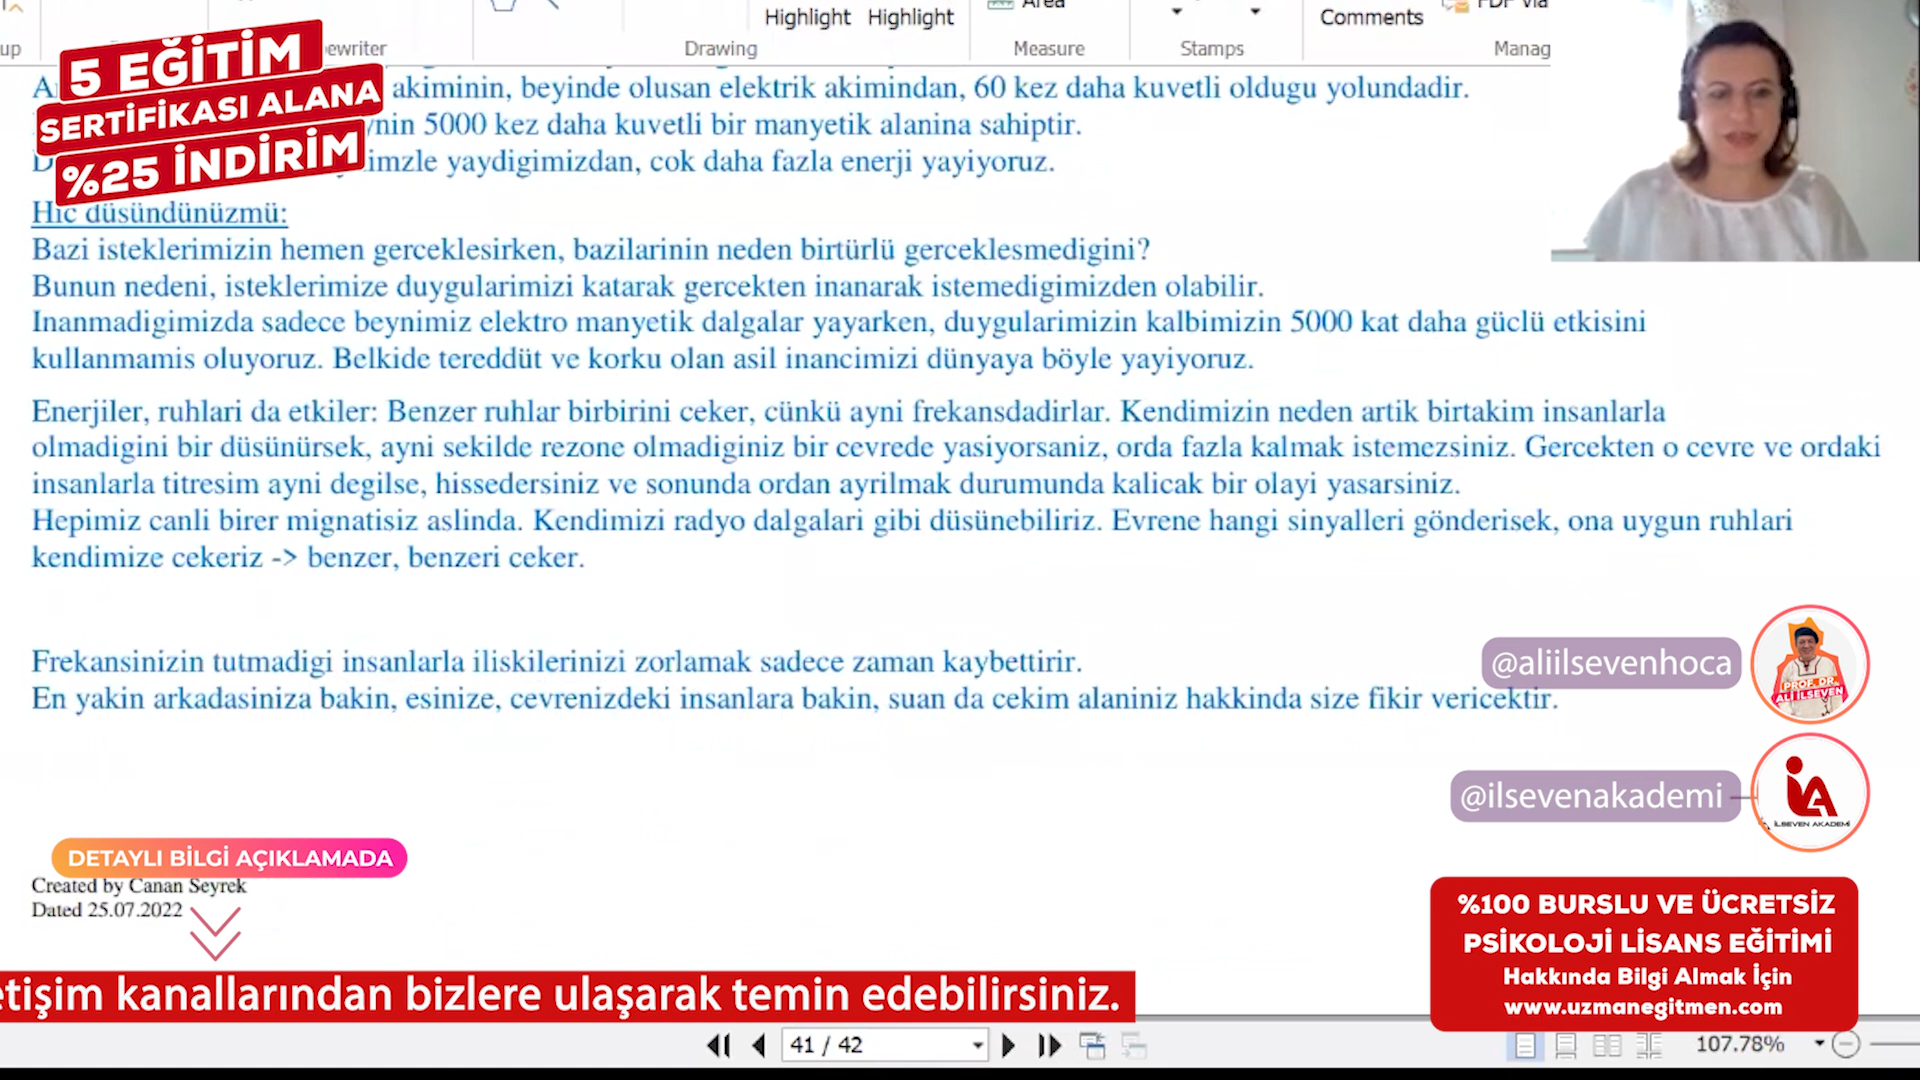 up
ewriter
Drawing
Highlight
Highlight
Area
Measure
Stamps
Comments
PDF via
Manag
5 EĞİTİM
SERTİFİKASI ALANA
%25 İNDİRİM
akiminin, beyinde olusan elektrik akimindan, 60 kez daha kuvetli oldugu yolundadir.
ynin 5000 kez daha kuvetli bir manyetik alanina sahiptir.
imzle yaydigimizdan, cok daha fazla enerji yayiyoruz.
Hic düsündünüzmü:
Bazi isteklerimizin hemen gerceklesirken, bazilarinin neden birtürlü gerceklesmedigini?
Bunun nedeni, isteklerimize duygularimizi katarak gercekten inanarak istemedigimizden olabilir.
Inanmadigimizda sadece beynimiz elektro manyetik dalgalar yayarken, duygularimizin kalbimizin 5000 kat daha güclü etkisini
kullanmamis oluyoruz. Belkide tereddüt ve korku olan asil inancimizi dünyaya böyle yayiyoruz.
Enerjiler, ruhlari da etkiler: Benzer ruhlar birbirini ceker, cünkü ayni frekansdadirlar. Kendimizin neden artik birtakim insanlarla
olmadigini bir düsünürsek, ayni sekilde rezone olmadiginiz bir cevrede yasiyorsaniz, orda fazla kalmak istemezsiniz. Gercekten o cevre ve ordaki
insanlarla titresim ayni degilse, hissedersiniz ve sonunda ordan ayrilmak durumunda kalicak bir olayi yasarsiniz.
Hepimiz canli birer mignatisiz aslinda. Kendimizi radyo dalgalari gibi düsünebiliriz. Evrene hangi sinyalleri gönderisek, ona uygun ruhlari
kendimize cekeriz -> benzer, benzeri ceker.
Frekansinizin tutmadigi insanlarla iliskilerinizi zorlamak sadece zaman kaybettirir.
En yakin arkadasiniza bakin, esinize, cevrenizdeki insanlara bakin, suan da cekim alaniniz hakkinda size fikir vericektir.
@aliilsevenhoca
PROF. DR.
ALİ İLSEVEN
@ilsevenakademi
İLSEVEN AKADEMİ
DETAYLI BİLGİ AÇIKLAMADA
Created by Canan Seyrek
Dated 25.07.2022
%100 BURSLU VE ÜCRETSİZ
PSİKOLOJİ LİSANS EĞİTİMİ
Hakkında Bilgi Almak İçin
www.uzmanegitmen.com
etişim kanallarından bizlere ulaşarak temin edebilirsiniz.
41 / 42
107.78%